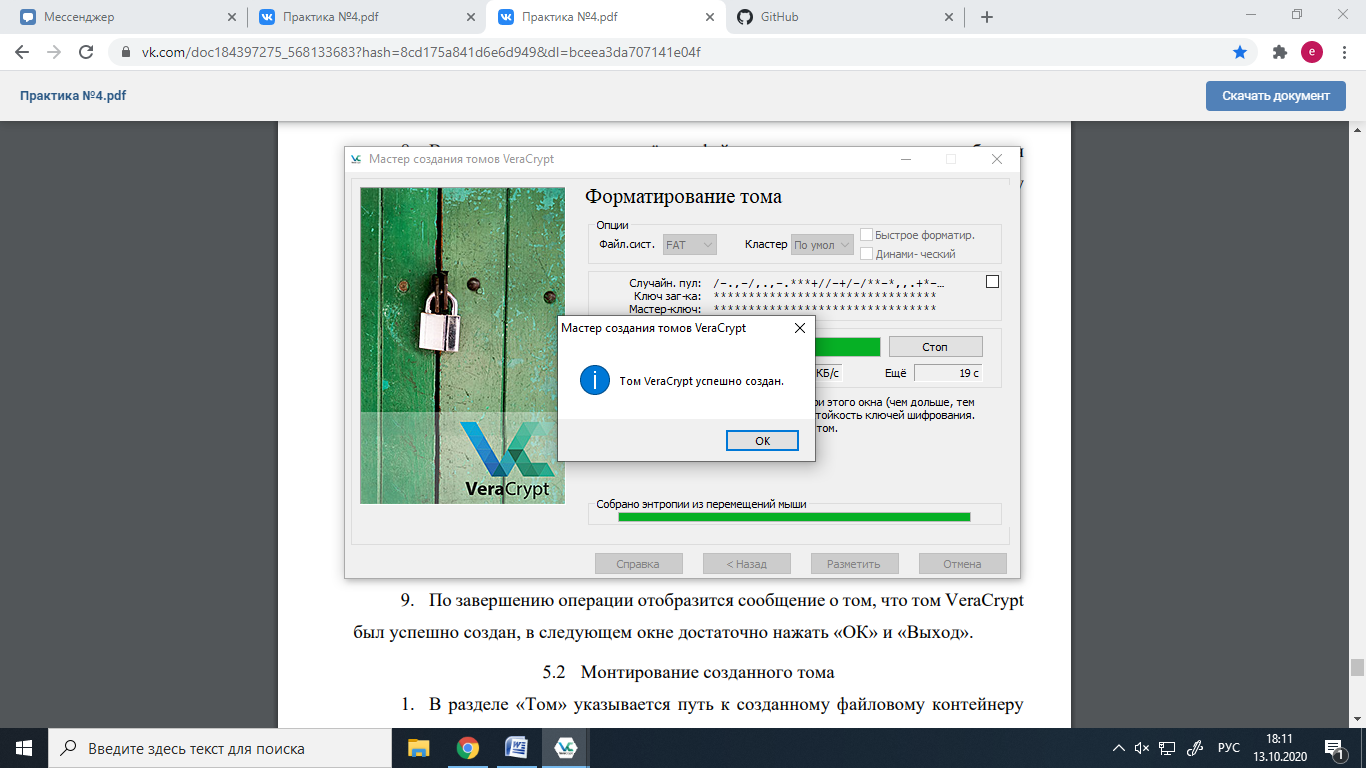 Мессенджер
Практика №4.pdf
Практика №4.pdf
GitHub
vk.com/doc184397275_568133683?hash=8cd175a841d6e6d949&dl=bceea3da707141e04f
e
Практика №4.pdf
Скачать документ
Мастер создания томов VeraCrypt
Форматирование тома
Опции
Файл.сист.
FAT
Кластер
По умол
Быстрое форматир.
Динами- ческий
Случайн. пул: /-.,-/,.,-.***+//-+/-/**-*,,.+*-...
Ключ заг-ка: ********************************
Мастер-ключ: ********************************
Мастер создания томов VeraCrypt
Том VeraCrypt успешно создан.
OK
Стоп
КБ/с
Ещё
19 с
ри этого окна (чем дольше, тем
тойкость ключей шифрования.
том.
VeraCrypt
Собрано энтропии из перемещений мыши
Справка
< Назад
Разметить
Отмена
9. По завершению операции отобразится сообщение о том, что том VeraCrypt
был успешно создан, в следующем окне достаточно нажать «ОК» и «Выход».
5.2 Монтирование созданного тома
1. В разделе «Том» указывается путь к созданному файловому контейнеру
Введите здесь текст для поиска
РУС
18:11
13.10.2020
1